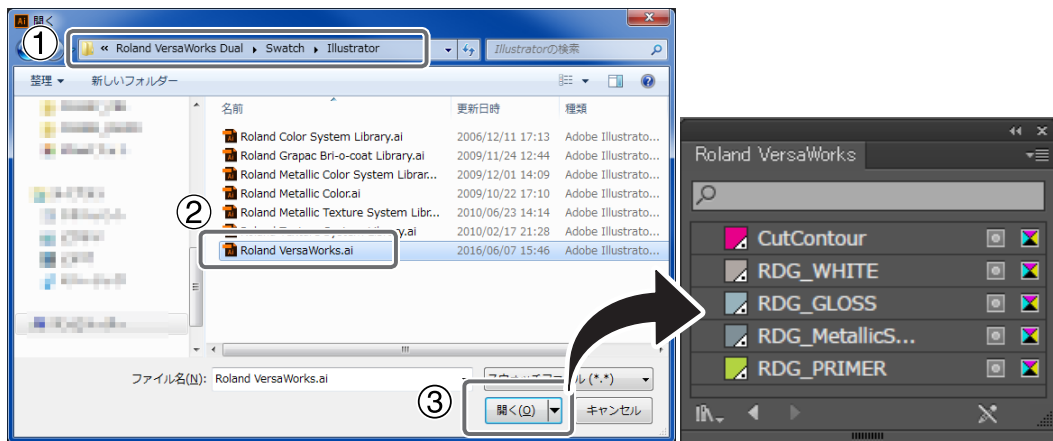 開く
①
« Roland VersaWorks Dual ▸ Swatch ▸ Illustrator
Illustratorの検索
整理 ▼ 新しいフォルダー
名前 更新日時 種類
Roland Color System Library.ai 2006/12/11 17:13 Adobe Illustrato...
Roland Grapac Bri-o-coat Library.ai 2009/11/24 12:44 Adobe Illustrato...
Roland Metallic Color System Librar... 2009/12/01 14:09 Adobe Illustrato...
Roland Metallic Color.ai 2009/10/22 17:10 Adobe Illustrato...
②
Roland Metallic Texture System Libr... 2010/06/23 14:14 Adobe Illustrato...
2010/02/17 21:28 Adobe Illustrato...
Roland VersaWorks.ai 2016/06/07 15:46 Adobe Illustrato...
ファイル名(N): Roland VersaWorks.ai (*.*)
③
開く(O) キャンセル
Roland VersaWorks
CutContour
RDG_WHITE
RDG_GLOSS
RDG_MetallicS...
RDG_PRIMER